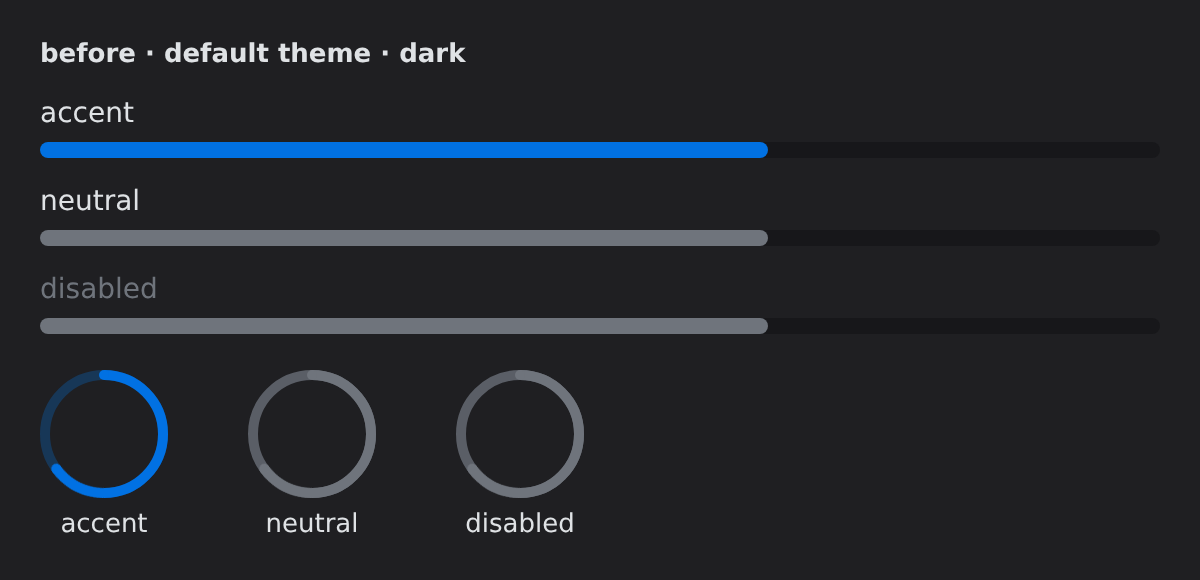 before · default theme · dark
accent
neutral
disabled
accent neutral disabled